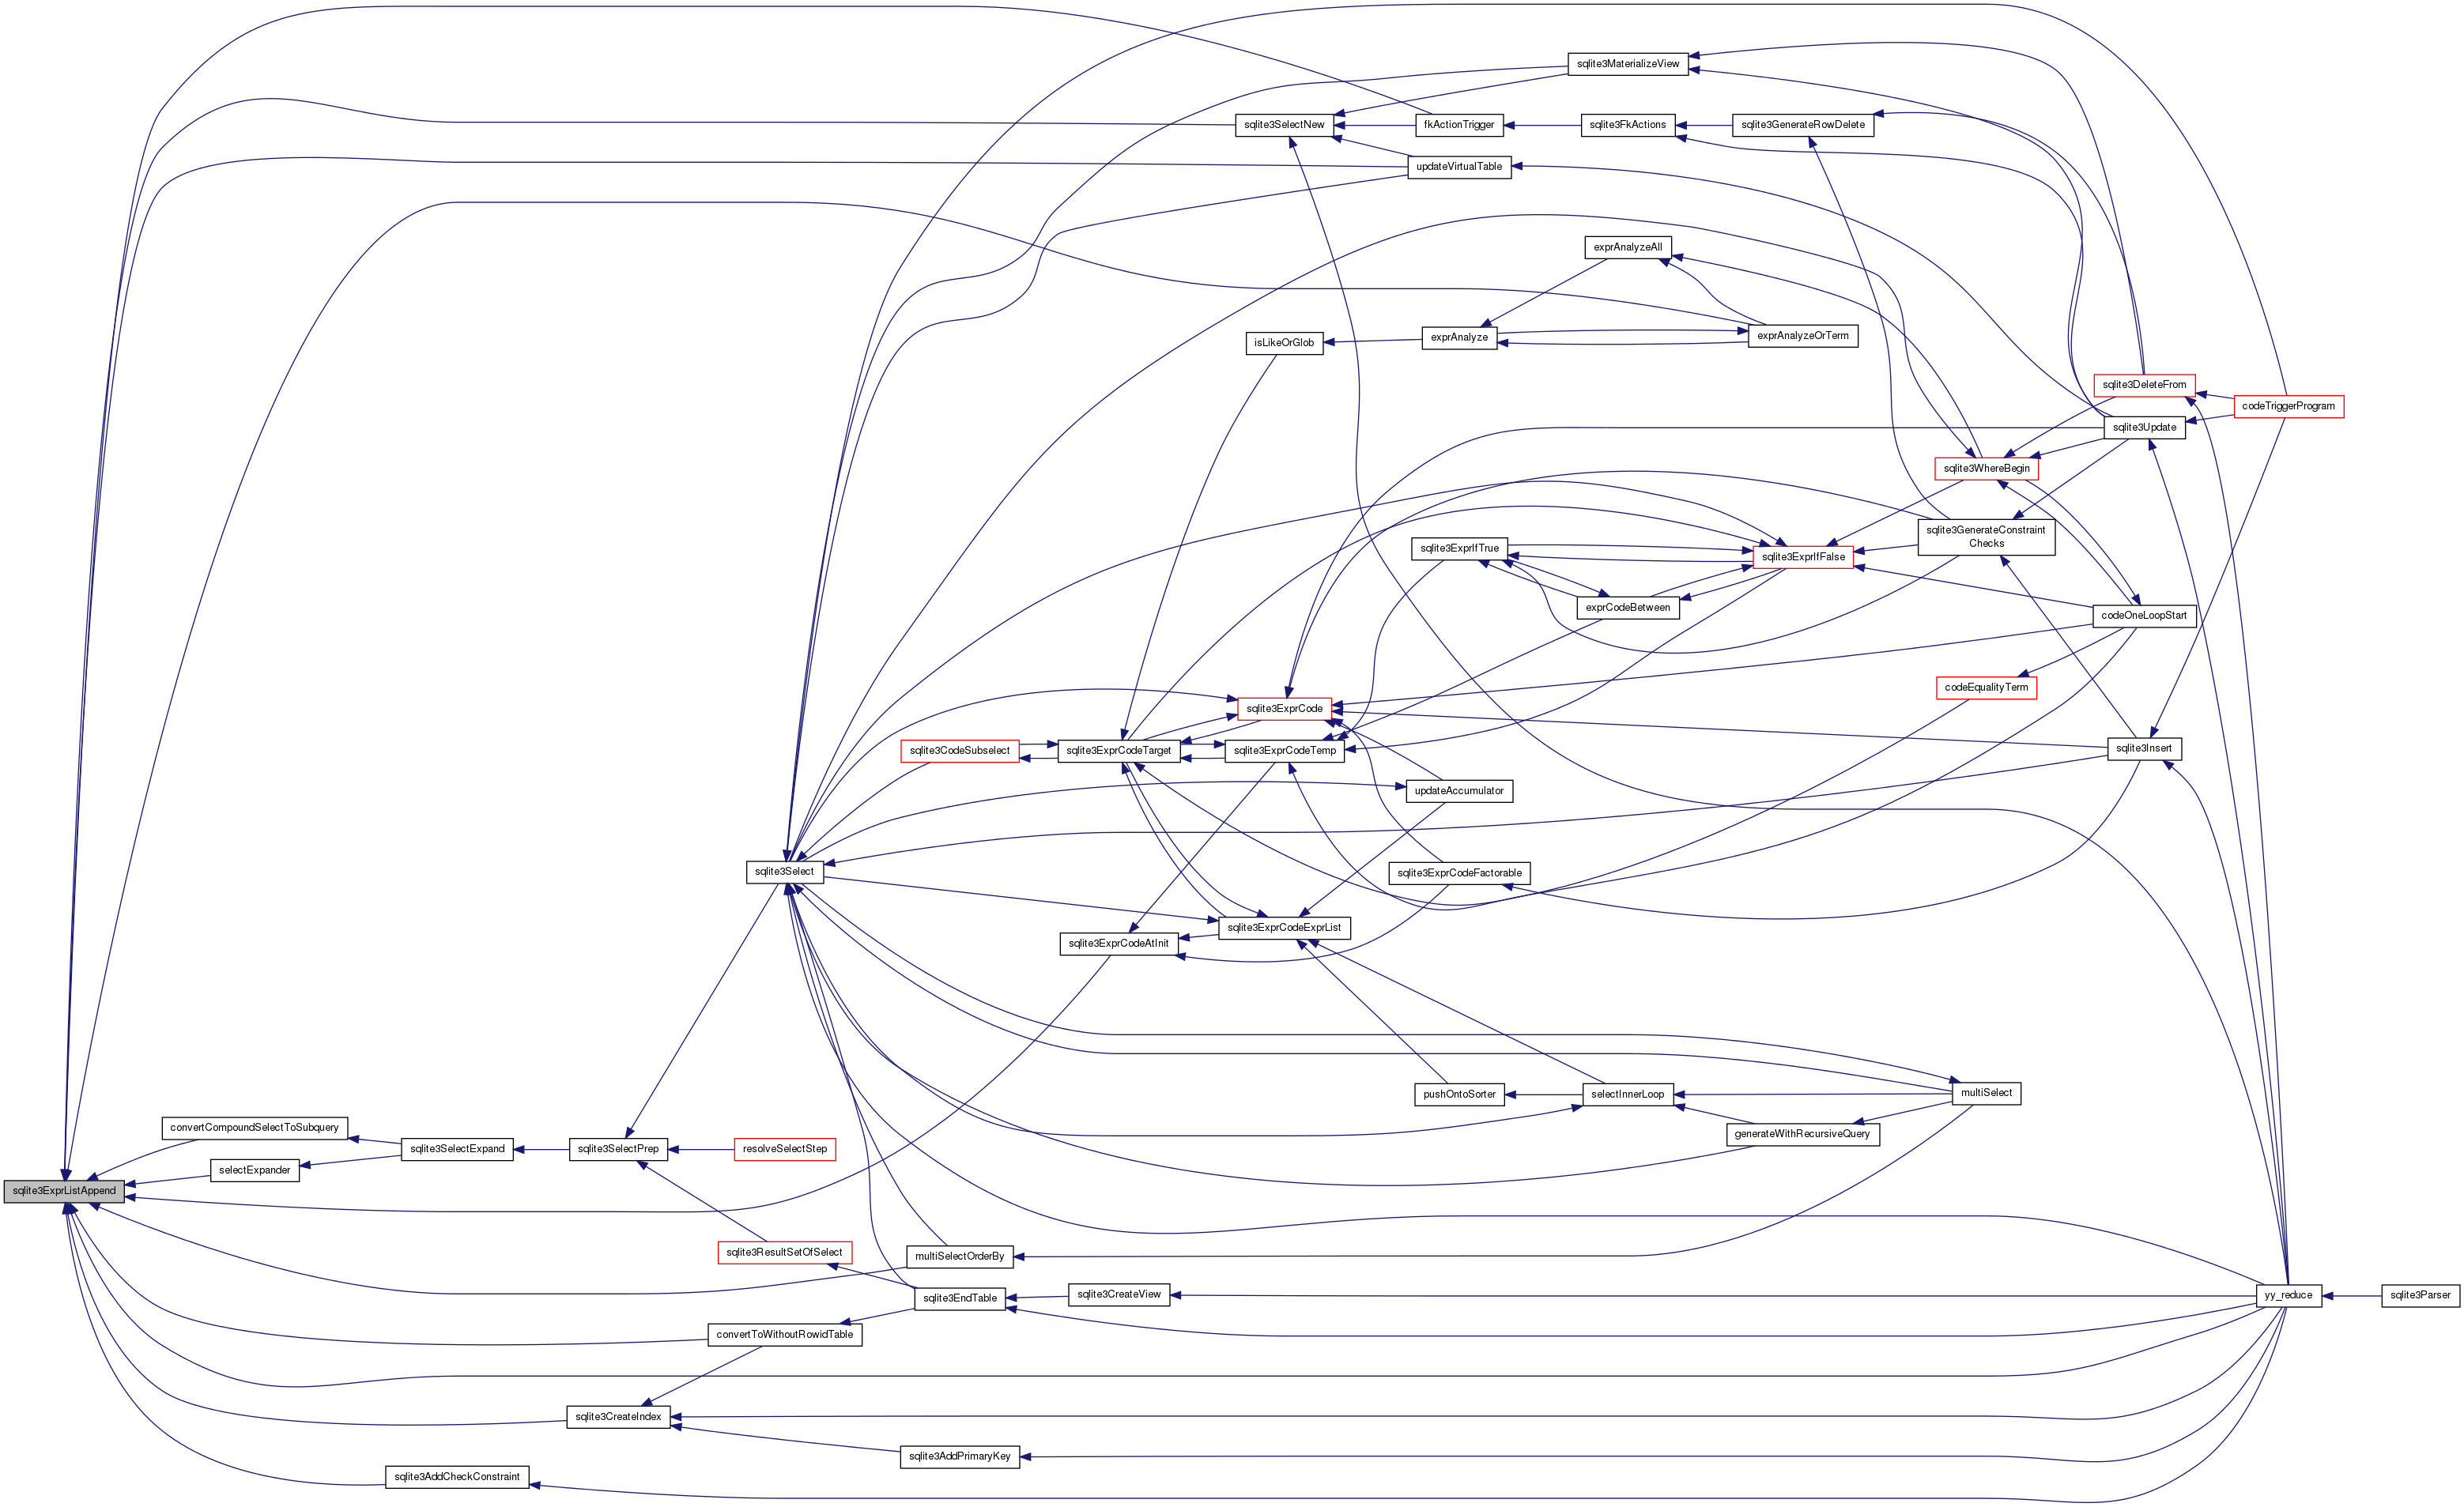 sqlite3MaterializeView
sqlite3SelectNew
fkActionTrigger
sqlite3FkActions
sqlite3GenerateRowDelete
updateVirtualTable
exprAnalyzeAll
isLikeOrGlob
exprAnalyze
exprAnalyzeOrTerm
sqlite3DeleteFrom
codeTriggerProgram
sqlite3Update
sqlite3WhereBegin
sqlite3GenerateConstraint
Checks
sqlite3ExprIfTrue
sqlite3ExprIfFalse
exprCodeBetween
codeOneLoopStart
codeEqualityTerm
sqlite3ExprCode
sqlite3CodeSubselect
sqlite3ExprCodeTarget
sqlite3ExprCodeTemp
sqlite3Insert
updateAccumulator
sqlite3Select
sqlite3ExprCodeFactorable
sqlite3ExprCodeExprList
sqlite3ExprCodeAtInit
pushOntoSorter
selectInnerLoop
multiSelect
convertCompoundSelectToSubquery
generateWithRecursiveQuery
sqlite3SelectExpand
sqlite3SelectPrep
resolveSelectStep
selectExpander
sqlite3ExprListAppend
sqlite3ResultSetOfSelect
multiSelectOrderBy
sqlite3EndTable
sqlite3CreateView
yy_reduce
sqlite3Parser
convertToWithoutRowidTable
sqlite3CreateIndex
sqlite3AddPrimaryKey
sqlite3AddCheckConstraint